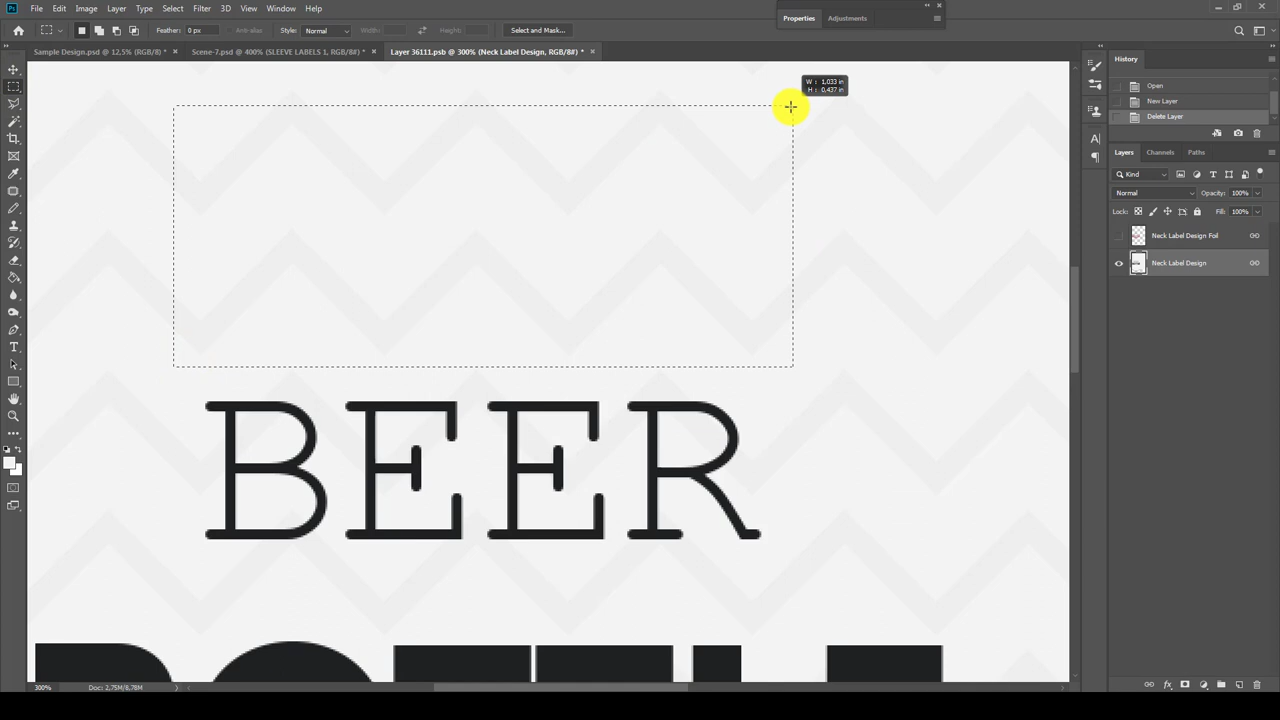 Ps File Edit Image Layer Type Select Filter 3D View Window Help
Properties Adjustments
Feather: 0 px Anti-alias Style: Normal Width: Height: Select and Mask...
Sample Design.psd @ 12,5% (RGB/8) * × Scene-7.psd @ 400% (SLEEVE LABELS 1, RGB/8#) * × Layer 36111.psb @ 300% (Neck Label Design, RGB/8#) * ×
History
W: 1,033 in
H: 0,437 in
Open
New Layer
Delete Layer
Layers Channels Paths
Kind
Normal Opacity: 100%
Lock: Fill: 100%
Neck Label Design Foil
Neck Label Design
BEER
300% Doc: 2,75M/8,78M